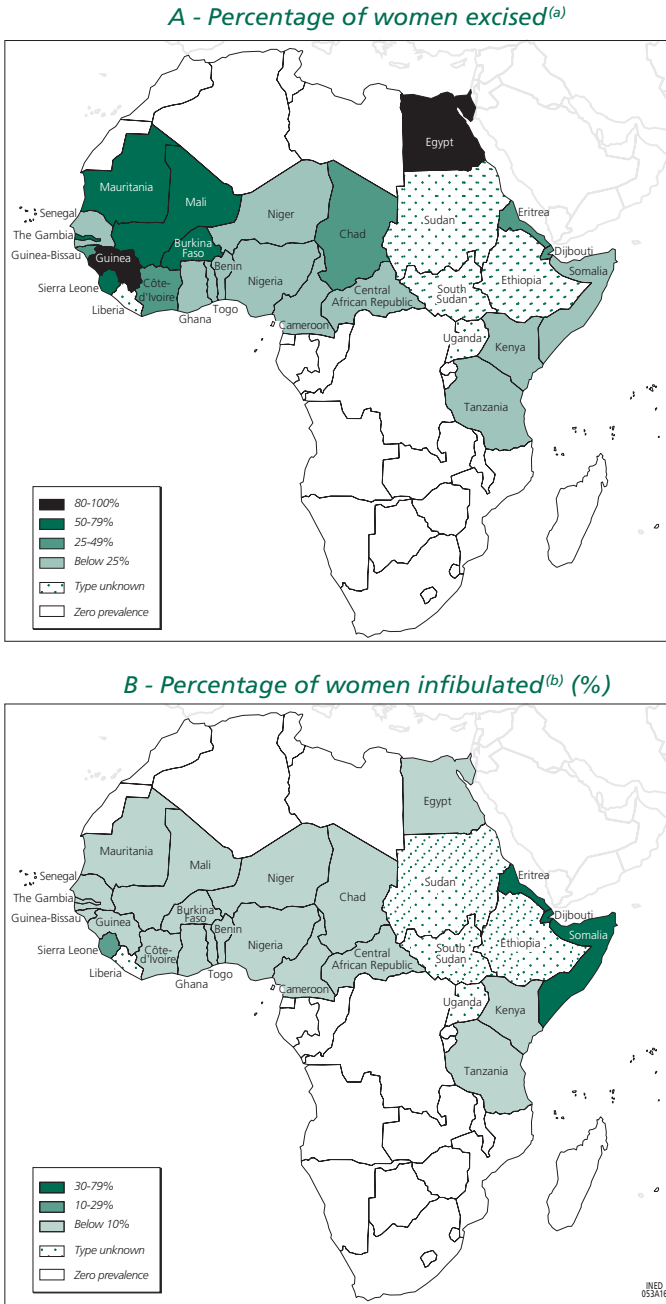 A - Percentage of women excised(a)
Egypt
Mauritania
Mali
Niger
Senegal
Sudan
Eritrea
The Gambia
Chad
Burkina
Faso
Guinea-Bissau
Guinea
Djibouti
Benin
Somalia
Nigeria
Côte-
d'Ivoire
Ethiopia
Sierra Leone
Central
African Republic
South
Sudan
Liberia
Togo
Ghana
Cameroon
Uganda
Kenya
Tanzania
80-100%
50-79%
25-49%
Below 25%
Type unknown
Zero prevalence
B - Percentage of women infibulated(b) (%)
Egypt
Mauritania
Mali
Niger
Senegal
Sudan
Eritrea
The Gambia
Chad
Burkina
Faso
Guinea-Bissau
Guinea
Djibouti
Benin
Somalia
Nigeria
Côte-
d'Ivoire
Ethiopia
Sierra Leone
Central
African Republic
South
Sudan
Liberia
Togo
Ghana
Cameroon
Uganda
Kenya
Tanzania
30-79%
10-29%
Below 10%
Type unknown
Zero prevalence
INED